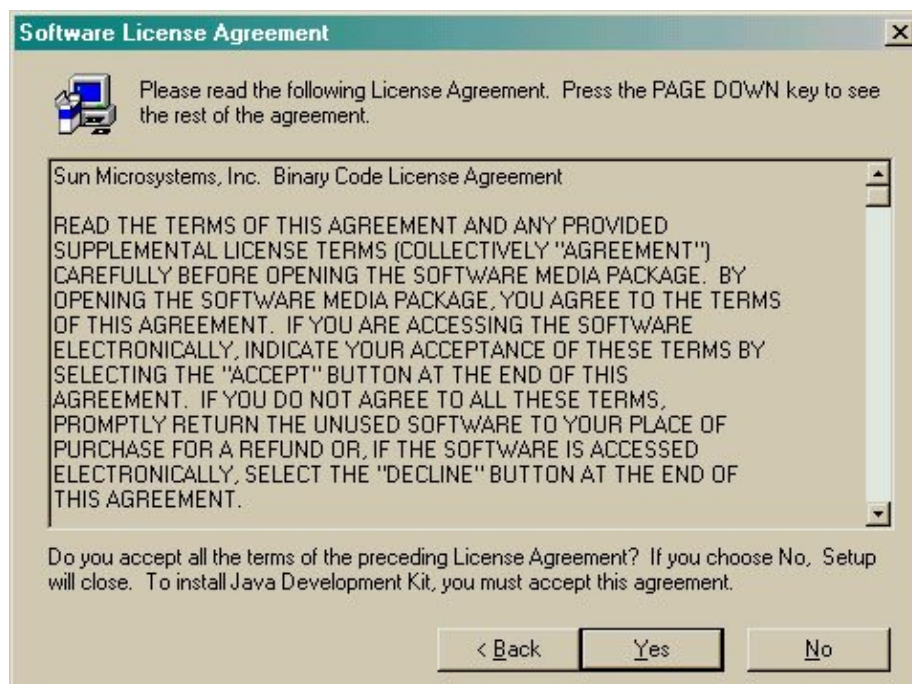 Software License Agreement
Please read the following License Agreement.  Press the PAGE DOWN key to see
the rest of the agreement.
Sun Microsystems, Inc.  Binary Code License Agreement
READ THE TERMS OF THIS AGREEMENT AND ANY PROVIDED
SUPPLEMENTAL LICENSE TERMS (COLLECTIVELY "AGREEMENT")
CAREFULLY BEFORE OPENING THE SOFTWARE MEDIA PACKAGE.  BY
OPENING THE SOFTWARE MEDIA PACKAGE, YOU AGREE TO THE TERMS
OF THIS AGREEMENT.  IF YOU ARE ACCESSING THE SOFTWARE
ELECTRONICALLY, INDICATE YOUR ACCEPTANCE OF THESE TERMS BY
SELECTING THE "ACCEPT" BUTTON AT THE END OF THIS
AGREEMENT.  IF YOU DO NOT AGREE TO ALL THESE TERMS,
PROMPTLY RETURN THE UNUSED SOFTWARE TO YOUR PLACE OF
PURCHASE FOR A REFUND OR, IF THE SOFTWARE IS ACCESSED
ELECTRONICALLY, SELECT THE "DECLINE" BUTTON AT THE END OF
THIS AGREEMENT.
Do you accept all the terms of the preceding License Agreement?  If you choose No,  Setup
will close.  To install Java Development Kit, you must accept this agreement.
< Back
Yes
No